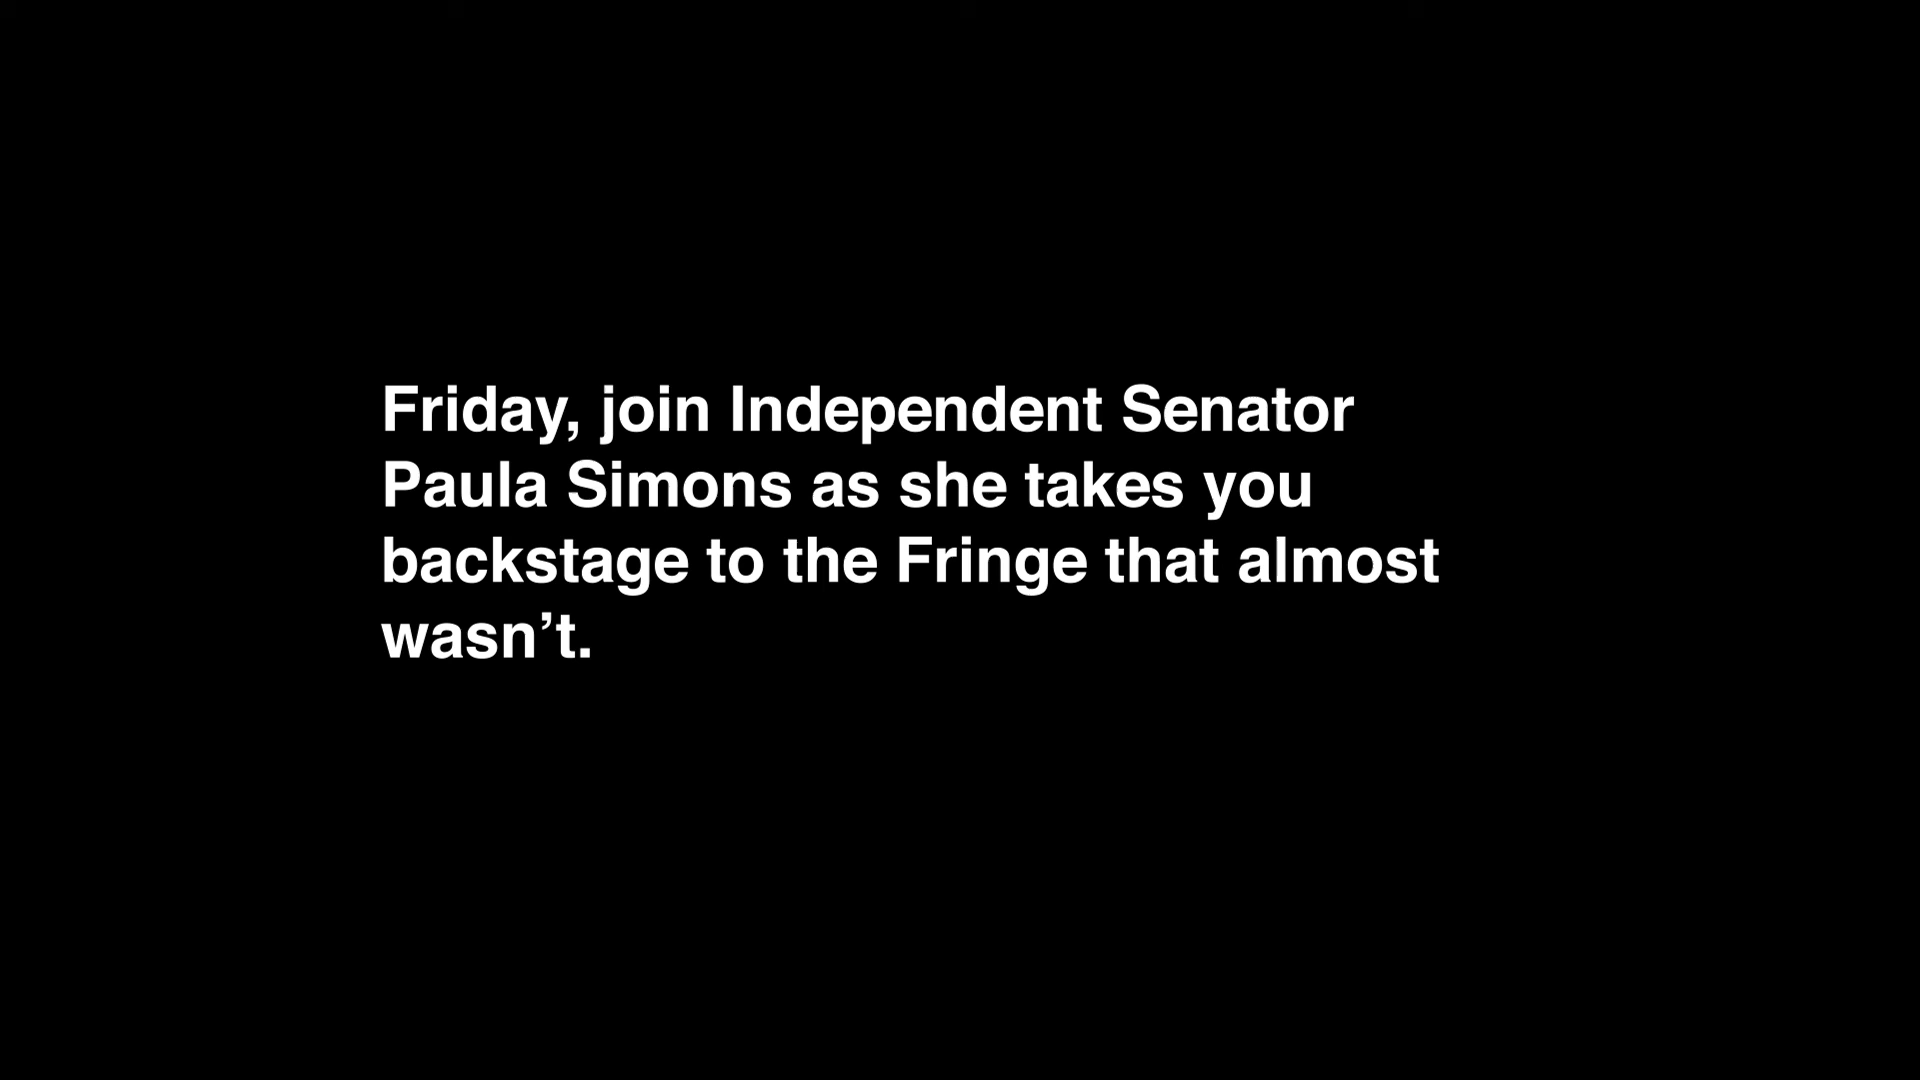 Friday, join Independent Senator
Paula Simons as she takes you
backstage to the Fringe that almost
wasn’t.